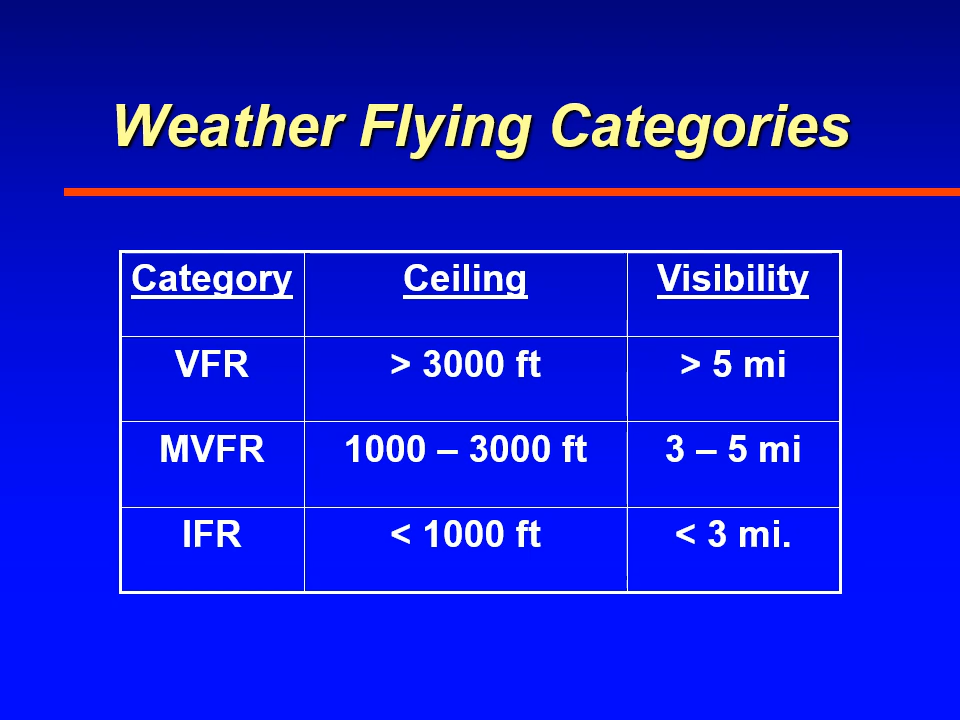 Weather Flying Categories
Category Ceiling Visibility
VFR > 3000 ft > 5 mi
MVFR 1000 – 3000 ft 3 – 5 mi
IFR < 1000 ft < 3 mi.